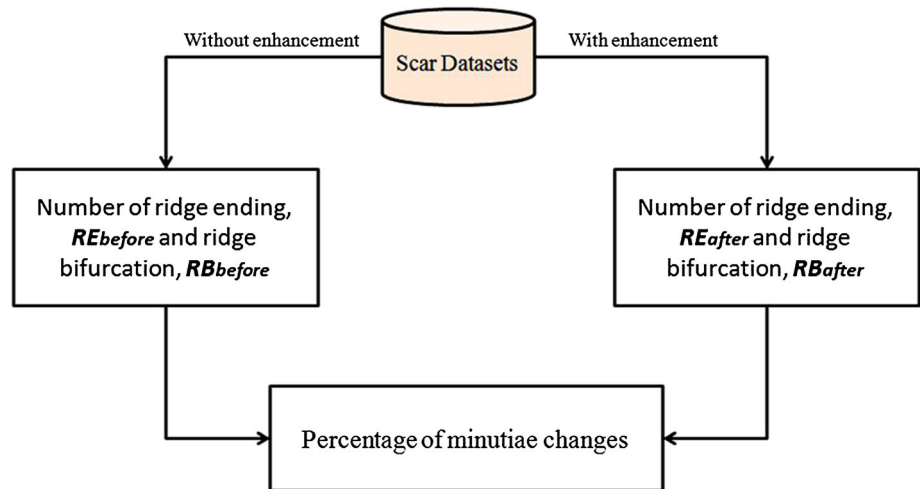 Without enhancement
With enhancement
Scar Datasets
Number of ridge ending,
REbefore and ridge
bifurcation, RBbefore
Number of ridge ending,
REafter and ridge
bifurcation, RBafter
Percentage of minutiae changes